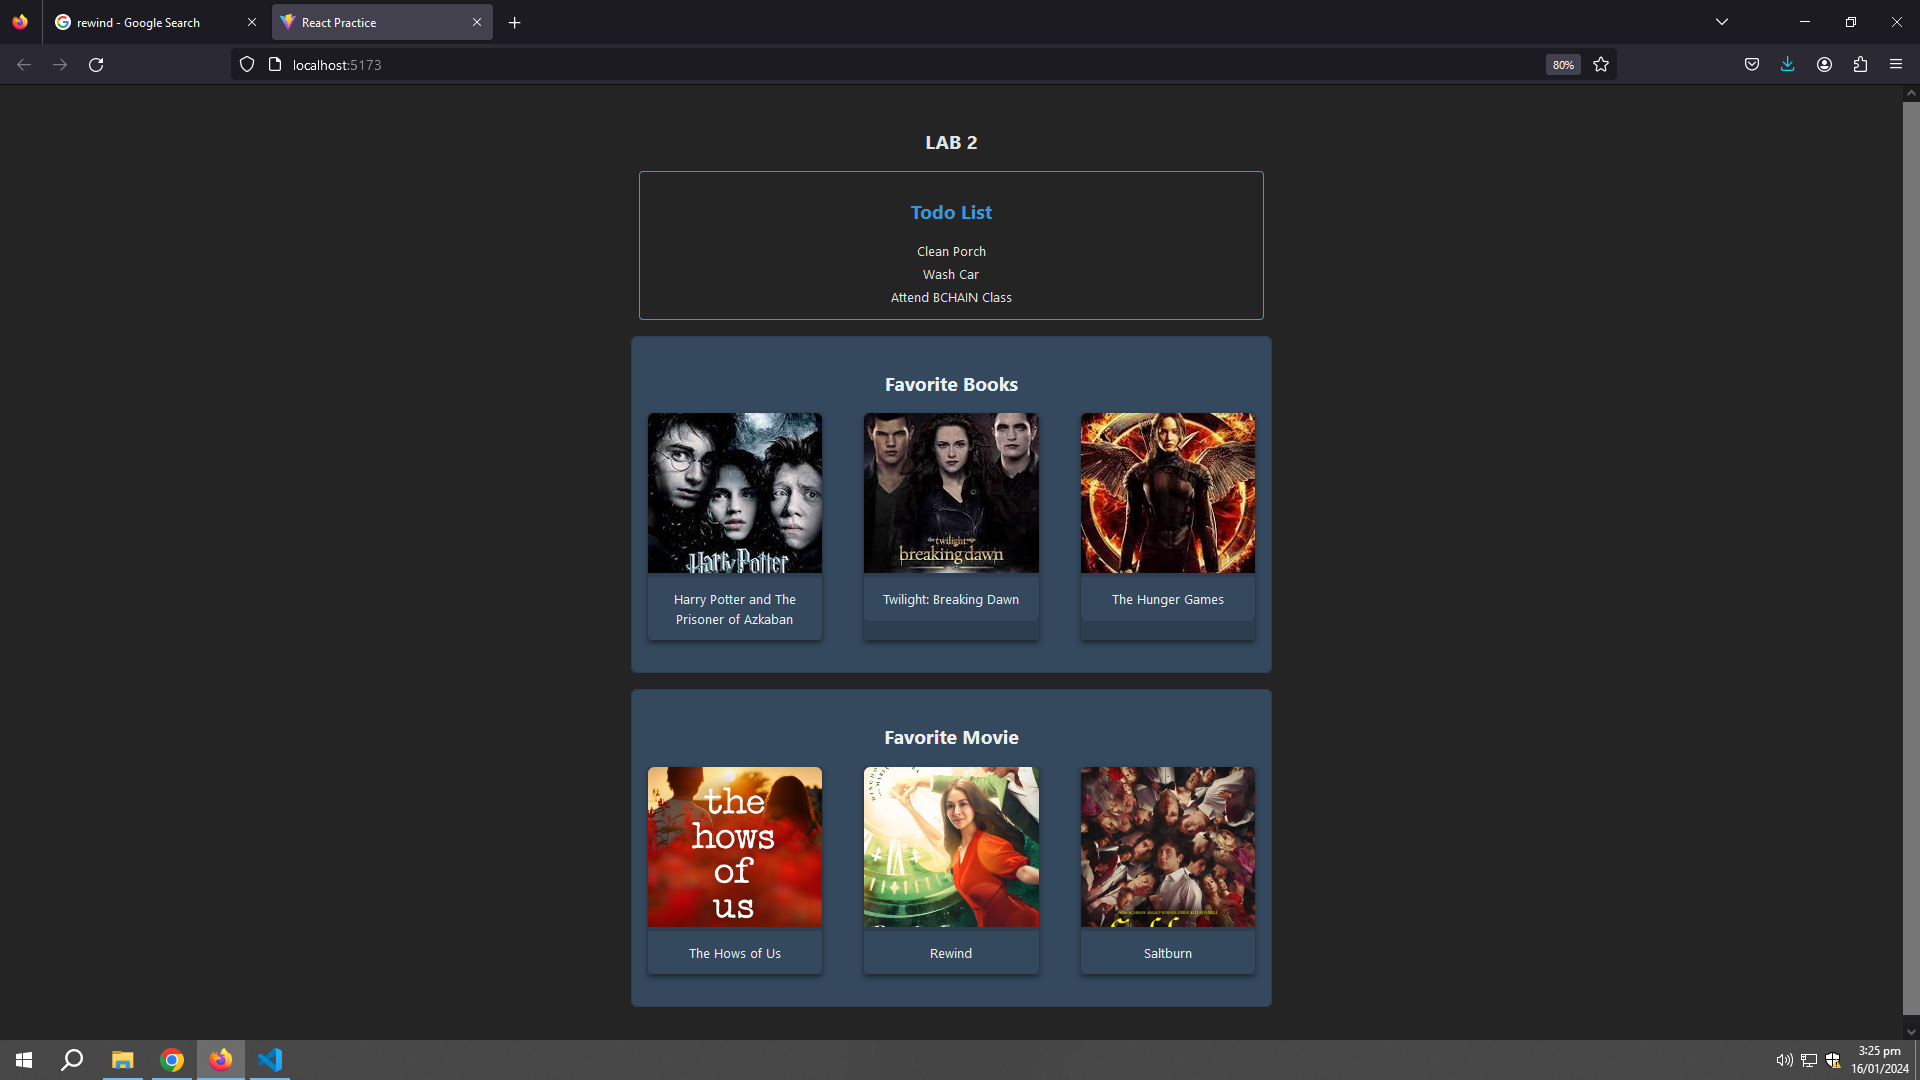 rewind - Google Search
React Practice
localhost:5173
80%
LAB 2
Todo List
Clean Porch
Wash Car
Attend BCHAIN Class
Favorite Books
Harry Potter
the twilight saga
breaking dawn
Harry Potter and The
Prisoner of Azkaban
Twilight: Breaking Dawn
The Hunger Games
Favorite Movie
the
hows
of
us
The Hows of Us
Rewind
Saltburn
3:25 pm
16/01/2024